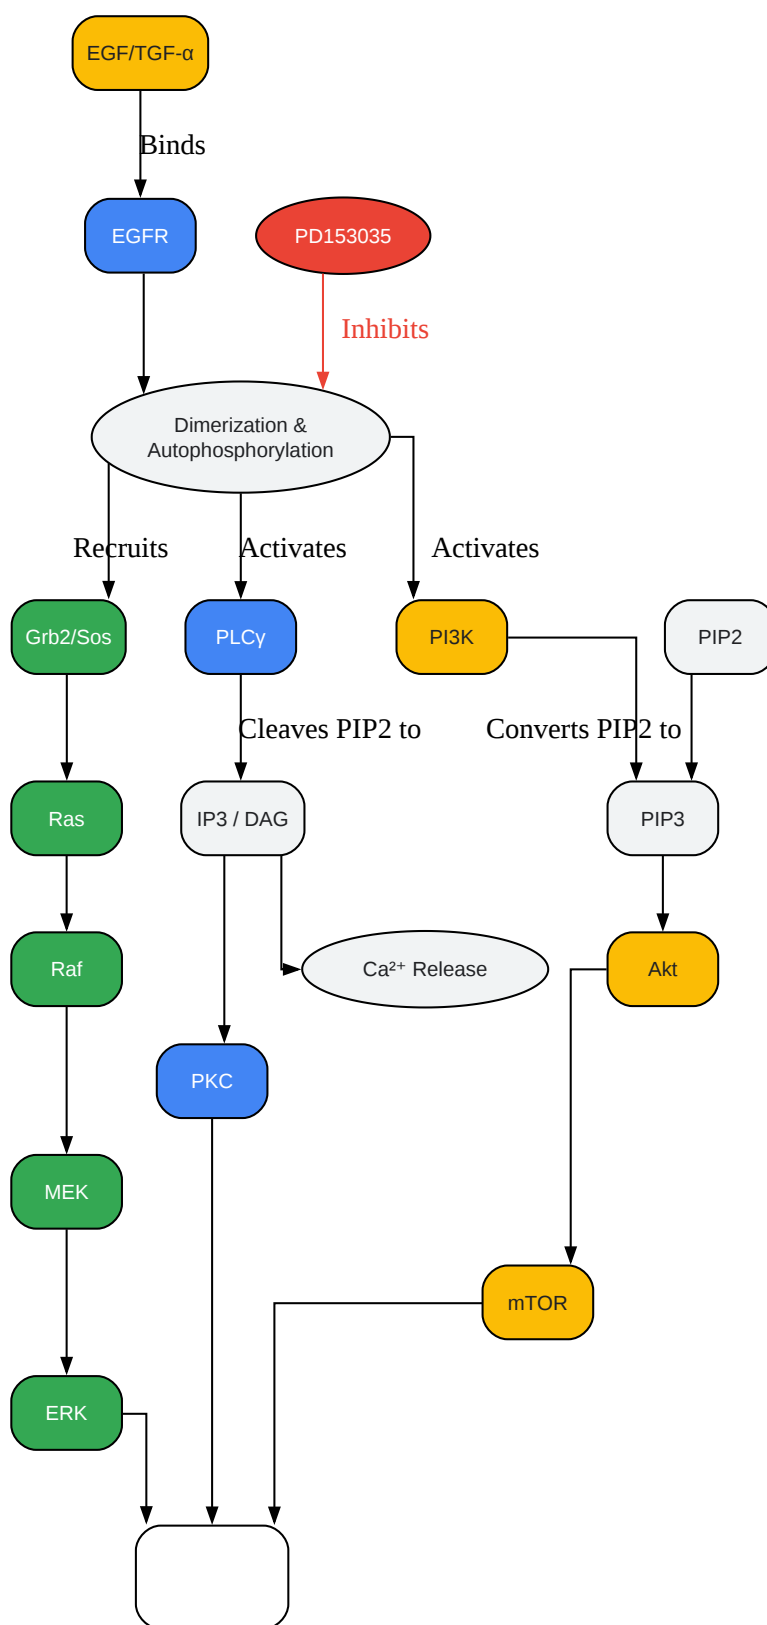 EGF/TGF-α
Binds
EGFR
PD153035
Inhibits
Dimerization &
Autophosphorylation
Recruits
Activates
Activates
Grb2/Sos
PLCγ
PI3K
PIP2
Cleaves PIP2 to
Converts PIP2 to
Ras
IP3 / DAG
PIP3
Raf
Ca²⁺ Release
Akt
PKC
MEK
mTOR
ERK